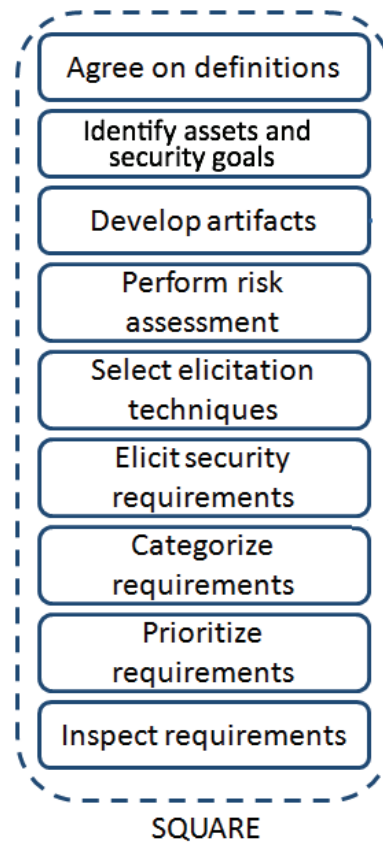 Agree on definitions
Identify assets and
security goals
Develop artifacts
Perform risk
assessment
Select elicitation
techniques
Elicit security
requirements
Categorize
requirements
Prioritize
requirements
Inspect requirements
SQUARE